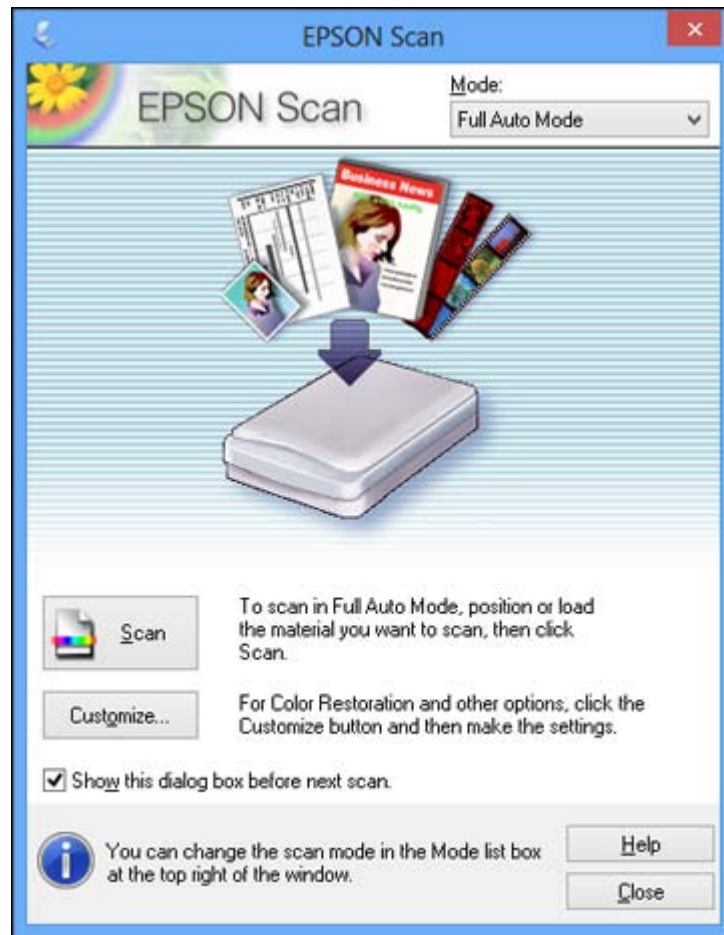 EPSON Scan
EPSON Scan
Mode:
Full Auto Mode
Business News
Scan
To scan in Full Auto Mode, position or load
the material you want to scan, then click
Scan.
Customize...
For Color Restoration and other options, click the
Customize button and then make the settings.
Show this dialog box before next scan.
You can change the scan mode in the Mode list box
at the top right of the window.
Help
Close